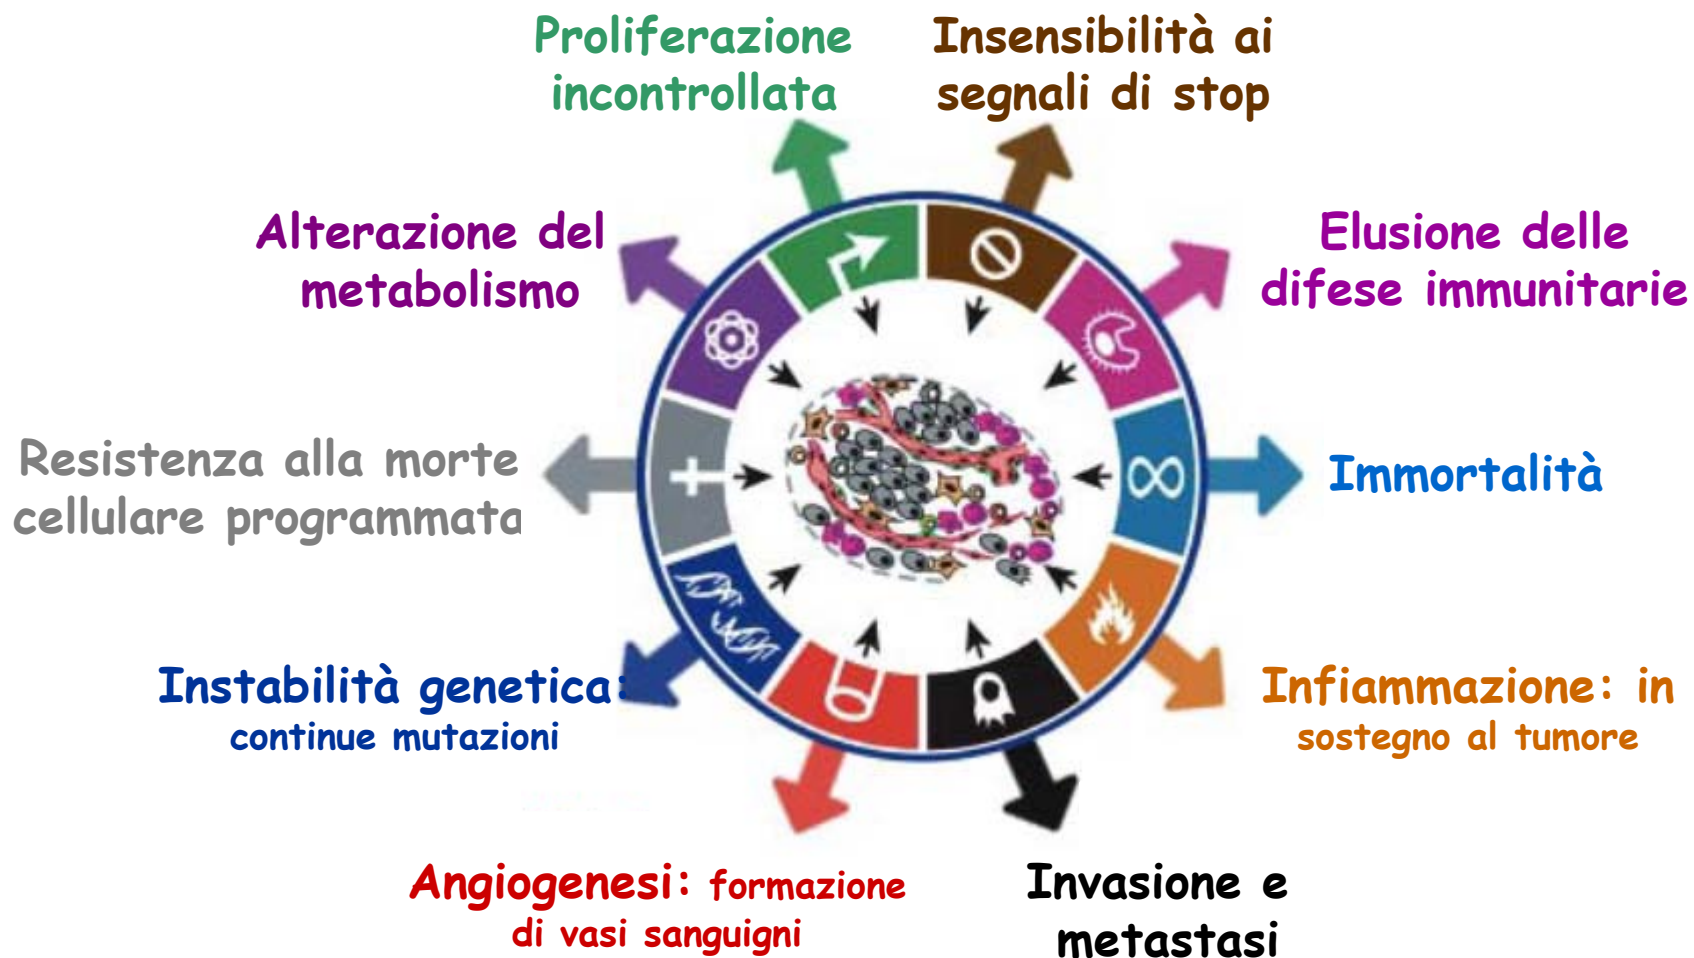 Proliferazione
incontrollata
Insensibilità ai
segnali di stop
Alterazione del
metabolismo
Elusione delle
difese immunitarie
Resistenza alla morte
cellulare programmata
Immortalità
Instabilità genetica:
continue mutazioni
Infiammazione: in
sostegno al tumore
Angiogenesi: formazione
di vasi sanguigni
Invasione e
metastasi